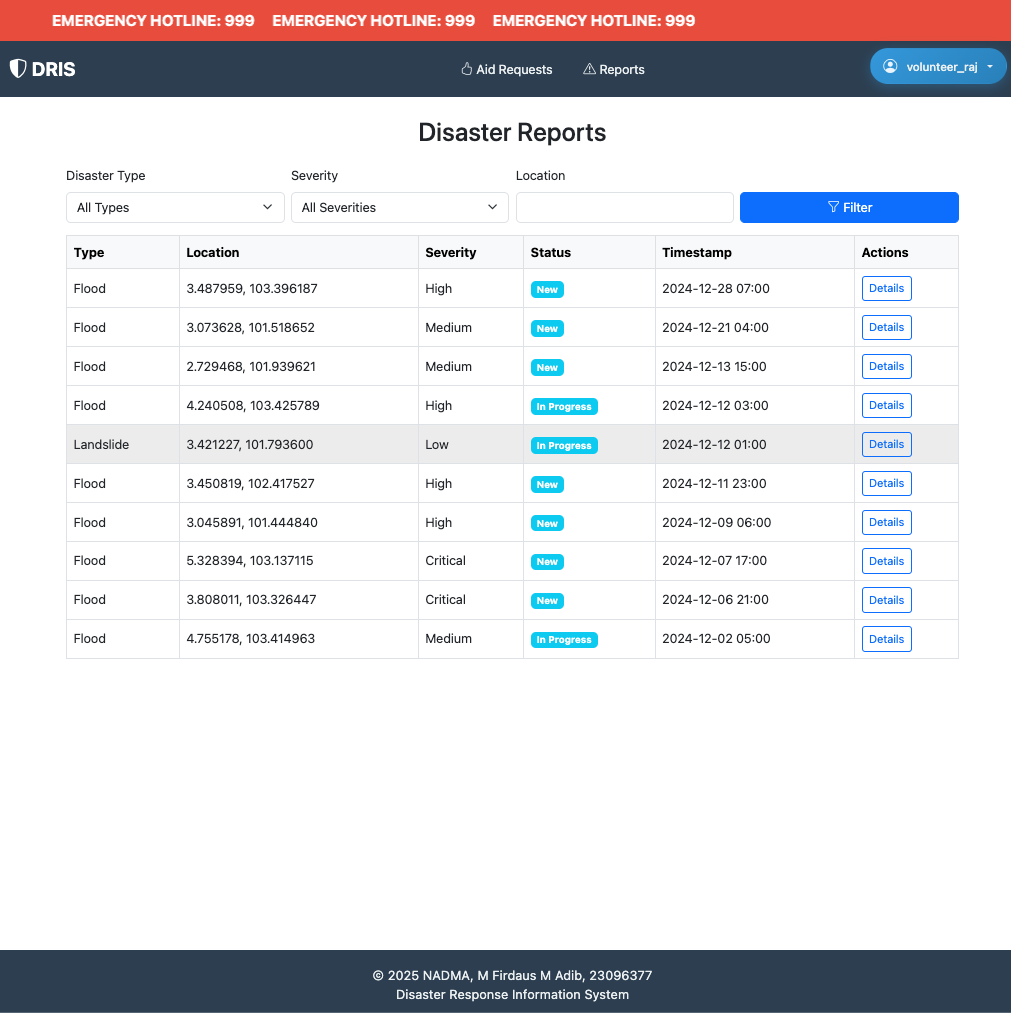 EMERGENCY HOTLINE: 999 EMERGENCY HOTLINE: 999 EMERGENCY HOTLINE: 999
DRIS Aid Requests Reports volunteer_raj
Disaster Reports
Disaster Type Severity Location
All Types All Severities Filter
Type Location Severity Status Timestamp Actions
Flood 3.487959, 103.396187 High New 2024-12-28 07:00 Details
Flood 3.073628, 101.518652 Medium New 2024-12-21 04:00 Details
Flood 2.729468, 101.939621 Medium New 2024-12-13 15:00 Details
Flood 4.240508, 103.425789 High In Progress 2024-12-12 03:00 Details
Landslide 3.421227, 101.793600 Low In Progress 2024-12-12 01:00 Details
Flood 3.450819, 102.417527 High New 2024-12-11 23:00 Details
Flood 3.045891, 101.444840 High New 2024-12-09 06:00 Details
Flood 5.328394, 103.137115 Critical New 2024-12-07 17:00 Details
Flood 3.808011, 103.326447 Critical New 2024-12-06 21:00 Details
Flood 4.755178, 103.414963 Medium In Progress 2024-12-02 05:00 Details
© 2025 NADMA, M Firdaus M Adib, 23096377
Disaster Response Information System